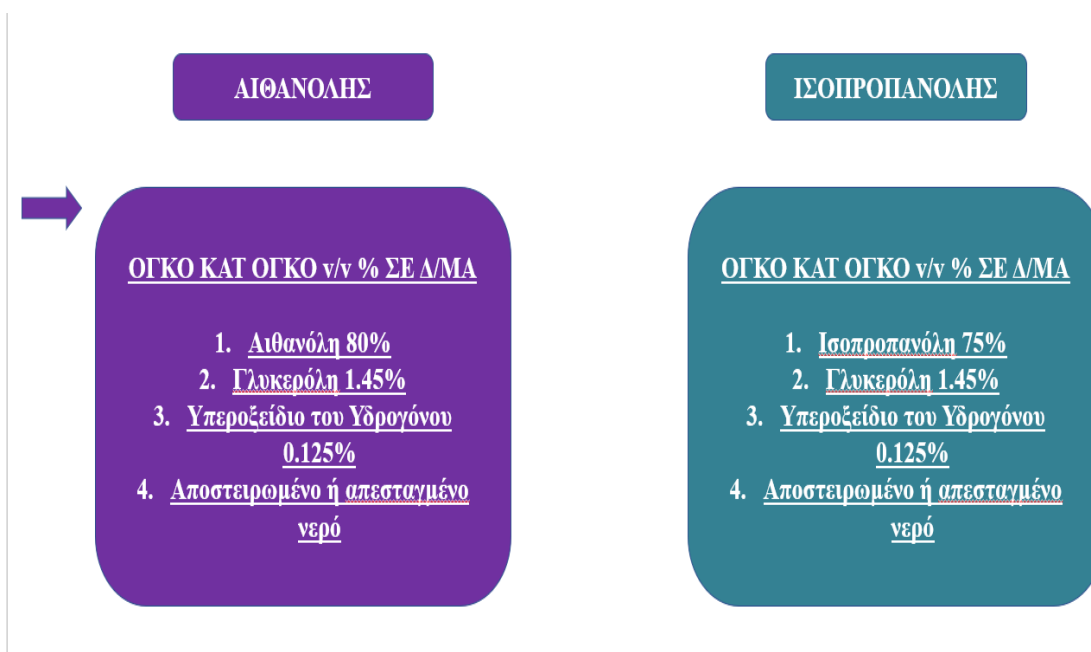 ΑΙΘΑΝΟΛΗΣ
ΟΓΚΟ ΚΑΤ ΟΓΚΟ v/v % ΣΕ Δ/ΜΑ
1. Αιθανόλη 80%
2. Γλυκερόλη 1.45%
3. Υπεροξείδιο του Υδρογόνου
0.125%
4. Αποστειρωμένο ή απεσταγμένο
νερό
ΙΣΟΠΡΟΠΑΝΟΛΗΣ
ΟΓΚΟ ΚΑΤ ΟΓΚΟ v/v % ΣΕ Δ/ΜΑ
1. Ισοπροπανόλη 75%
2. Γλυκερόλη 1.45%
3. Υπεροξείδιο του Υδρογόνου
0.125%
4. Αποστειρωμένο ή απεσταγμένο
νερό